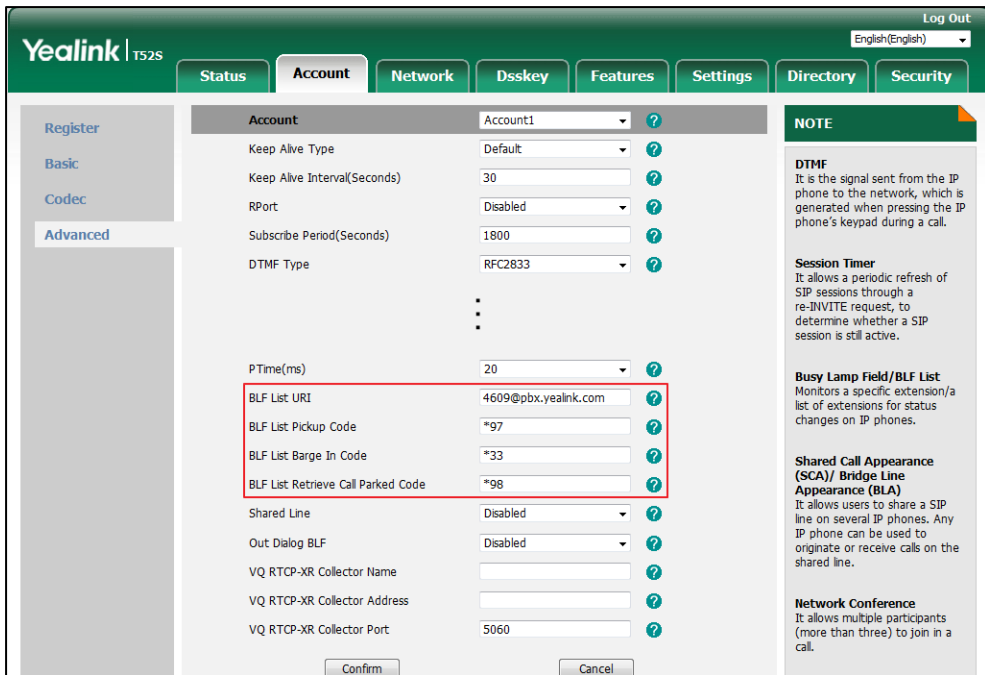 Log Out
Yealink T52S
English(English)
Status Account Network Dsskey Features Settings Directory Security
Register
Basic
Codec
Advanced
Account Account1 ?
Keep Alive Type Default ?
Keep Alive Interval(Seconds) 30 ?
RPort Disabled ?
Subscribe Period(Seconds) 1800 ?
DTMF Type RFC2833 ?
PTime(ms) 20 ?
BLF List URI 4609@pbx.yealink.com ?
BLF List Pickup Code *97 ?
BLF List Barge In Code *33 ?
BLF List Retrieve Call Parked Code *98 ?
Shared Line Disabled ?
Out Dialog BLF Disabled ?
VQ RTCP-XR Collector Name ?
VQ RTCP-XR Collector Address ?
VQ RTCP-XR Collector Port 5060 ?
Confirm Cancel
NOTE
DTMF
It is the signal sent from the IP
phone to the network, which is
generated when pressing the IP
phone's keypad during a call.
Session Timer
It allows a periodic refresh of
SIP sessions through a
re-INVITE request, to
determine whether a SIP
session is still active.
Busy Lamp Field/BLF List
Monitors a specific extension/a
list of extensions for status
changes on IP phones.
Shared Call Appearance
(SCA)/ Bridge Line
Appearance (BLA)
It allows users to share a SIP
line on several IP phones. Any
IP phone can be used to
originate or receive calls on the
shared line.
Network Conference
It allows multiple participants
(more than three) to join in a
call.